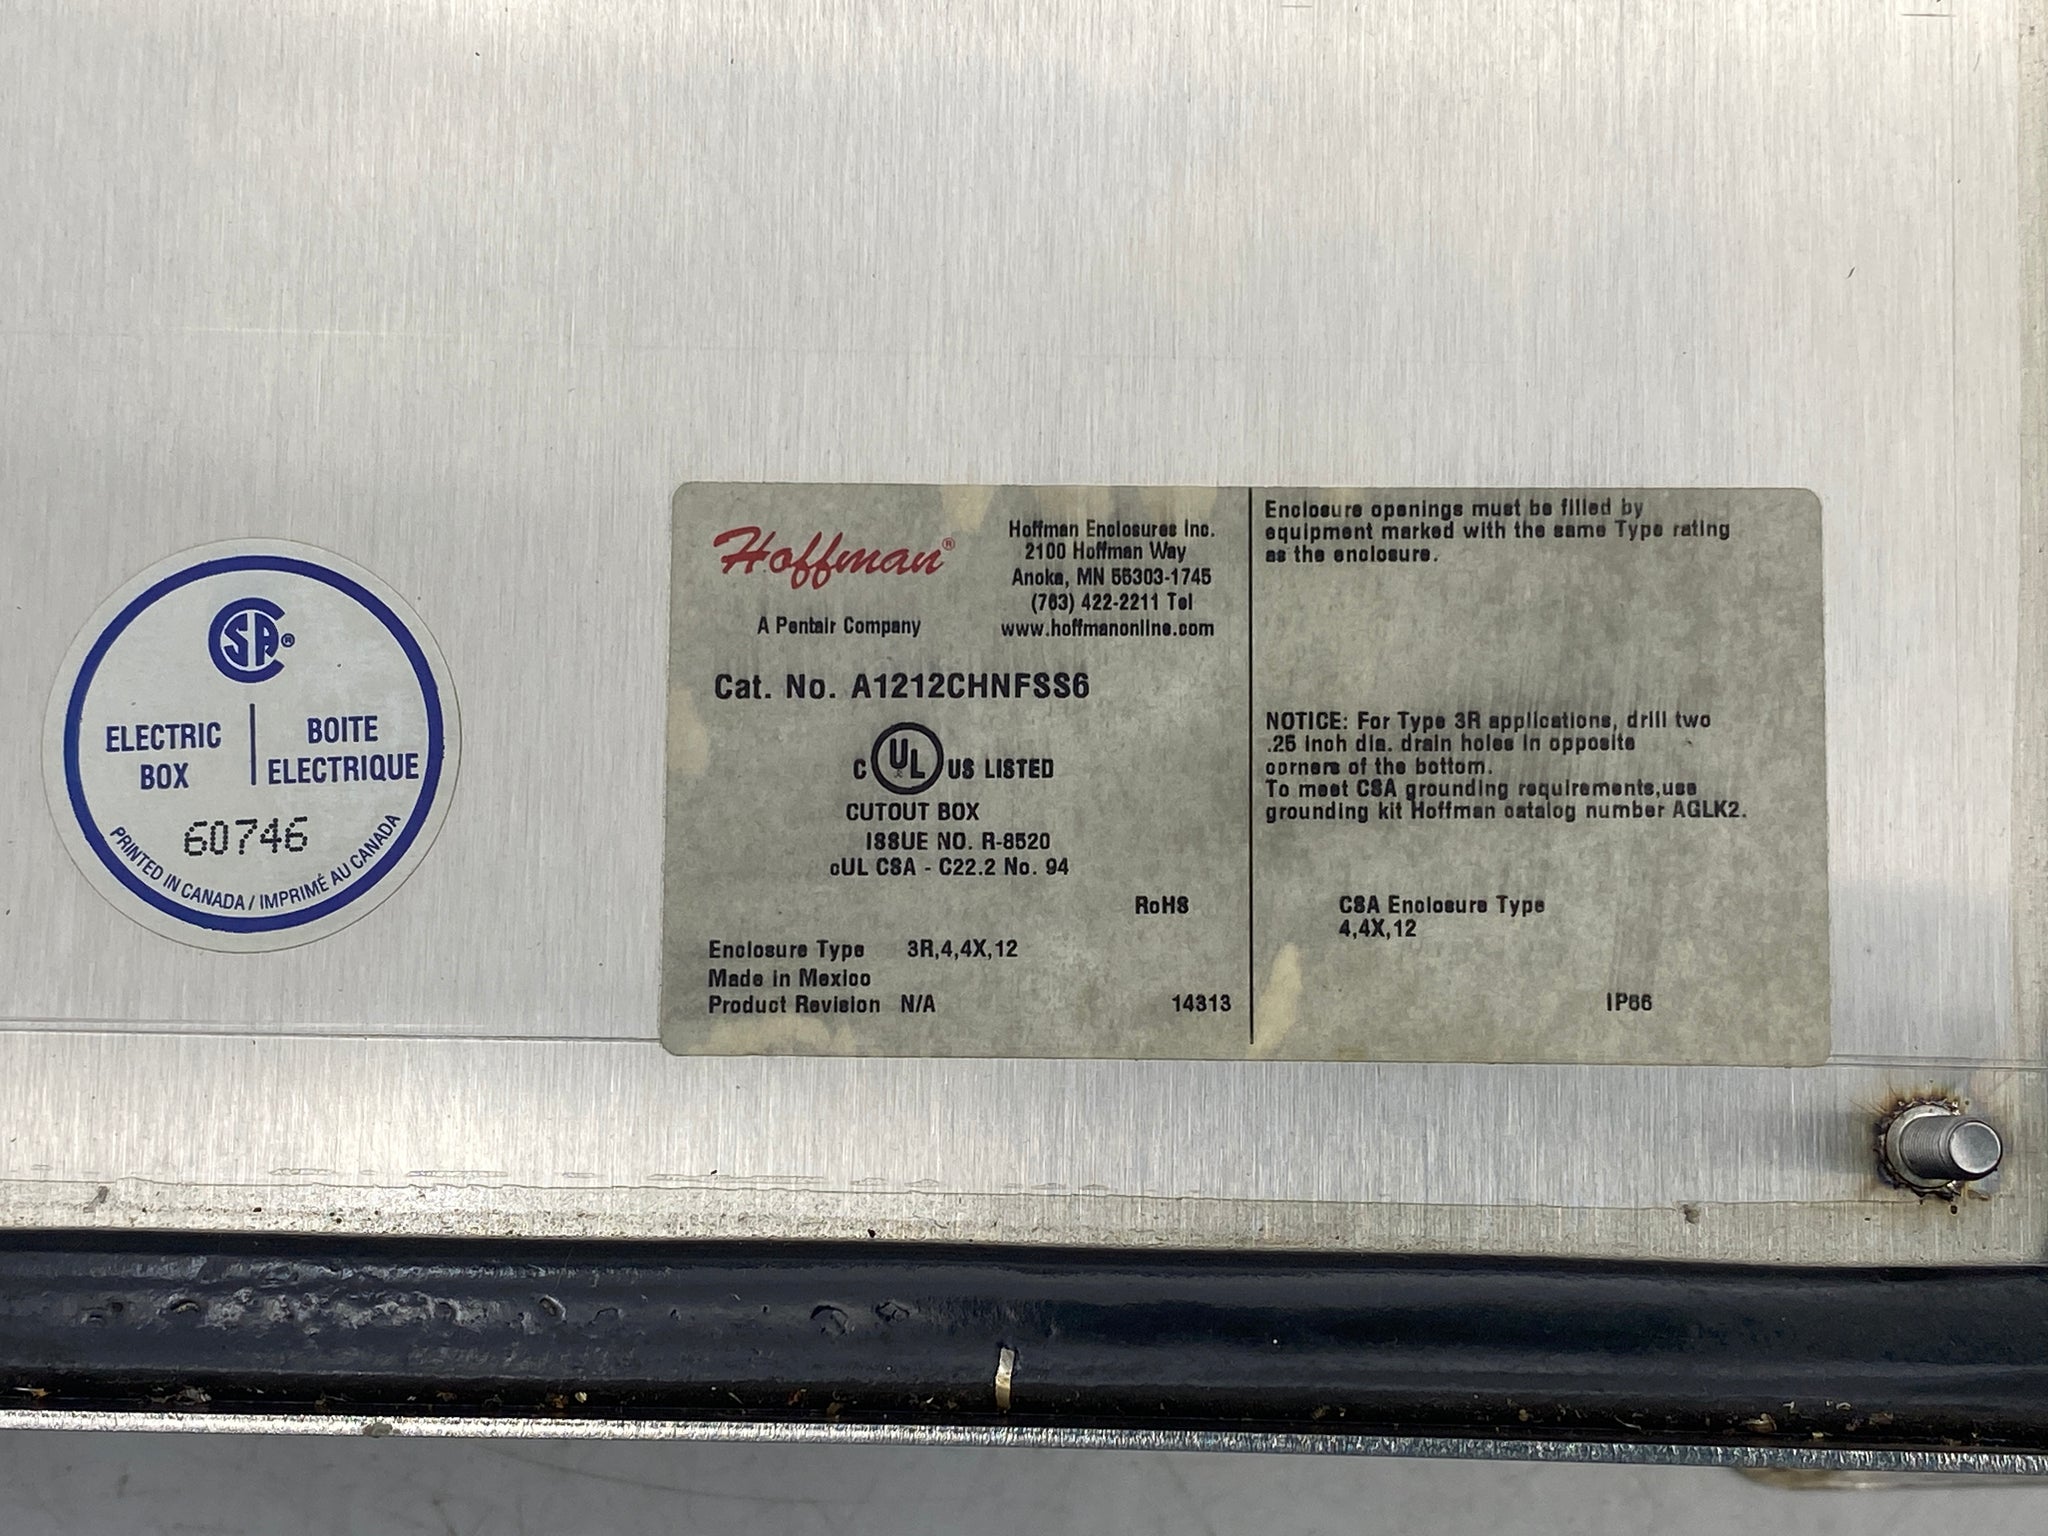 CSA®
ELECTRIC
BOX
BOITE
ELECTRIQUE
60746
PRINTED IN CANADA / IMPRIMÉ AU CANADA
Hoffman®
A Pentair Company
Hoffman Enclosures Inc.
2100 Hoffman Way
Anoka, MN 55303-1745
(763) 422-2211 Tel
www.hoffmanonline.com
Cat. No. A1212CHNFSS6
C UL US LISTED
CUTOUT BOX
ISSUE NO. R-8520
cUL CSA - C22.2 No. 94
RoHS
Enclosure Type 3R,4,4X,12
Made in Mexico
Product Revision N/A 14313
Enclosure openings must be filled by
equipment marked with the same Type rating
as the enclosure.
NOTICE: For Type 3R applications, drill two
.25 inch dia. drain holes in opposite
corners of the bottom.
To meet CSA grounding requirements,use
grounding kit Hoffman catalog number AGLK2.
CSA Enclosure Type
4,4X,12
IP66